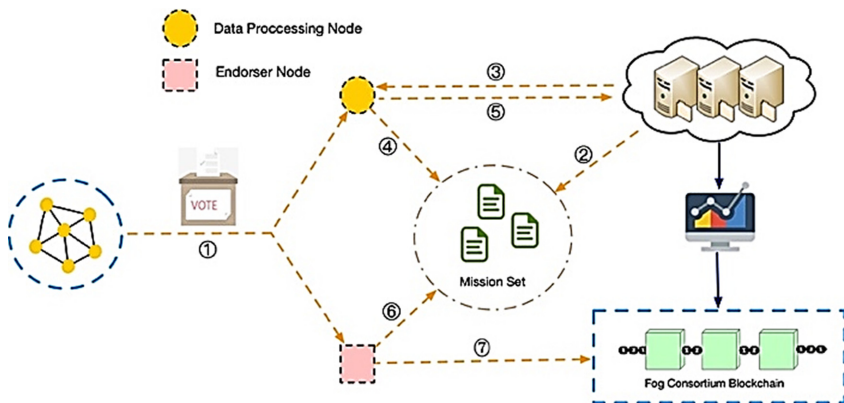 Data Proccessing Node
Endorser Node
③
⑤
④
②
VOTE
①
Mission Set
⑥
⑦
Fog Consortium Blockchain